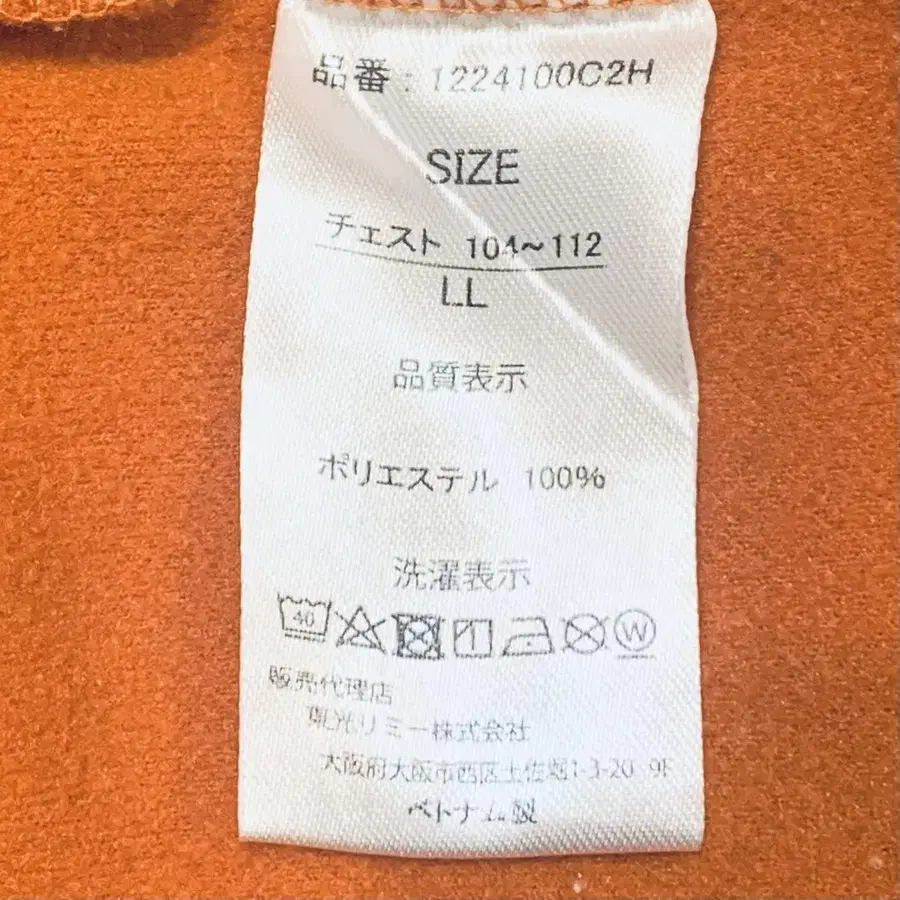 品番：1224100C2H
SIZE
チェスト 104~112
LL
品質表示
ポリエステル 100%
洗濯表示
40 W
販売代理店
東光リミー株式会社
大阪府大阪市西区土佐堀1-3-20 9F
ベトナム製